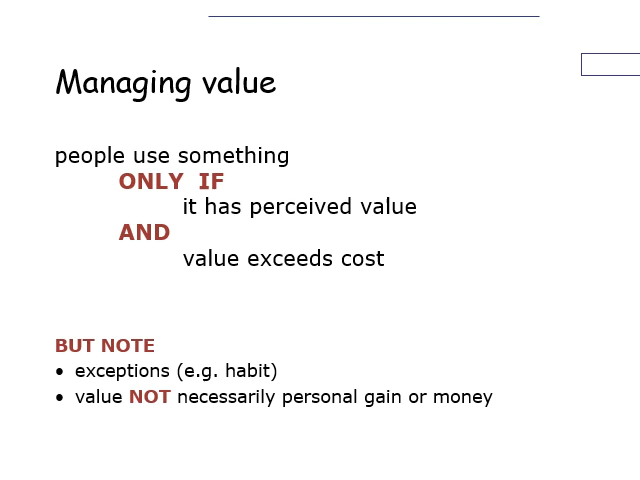 Managing value
people use something
ONLY IF
it has perceived value
AND
value exceeds cost
BUT NOTE
• exceptions (e.g. habit)
• value NOT necessarily personal gain or money